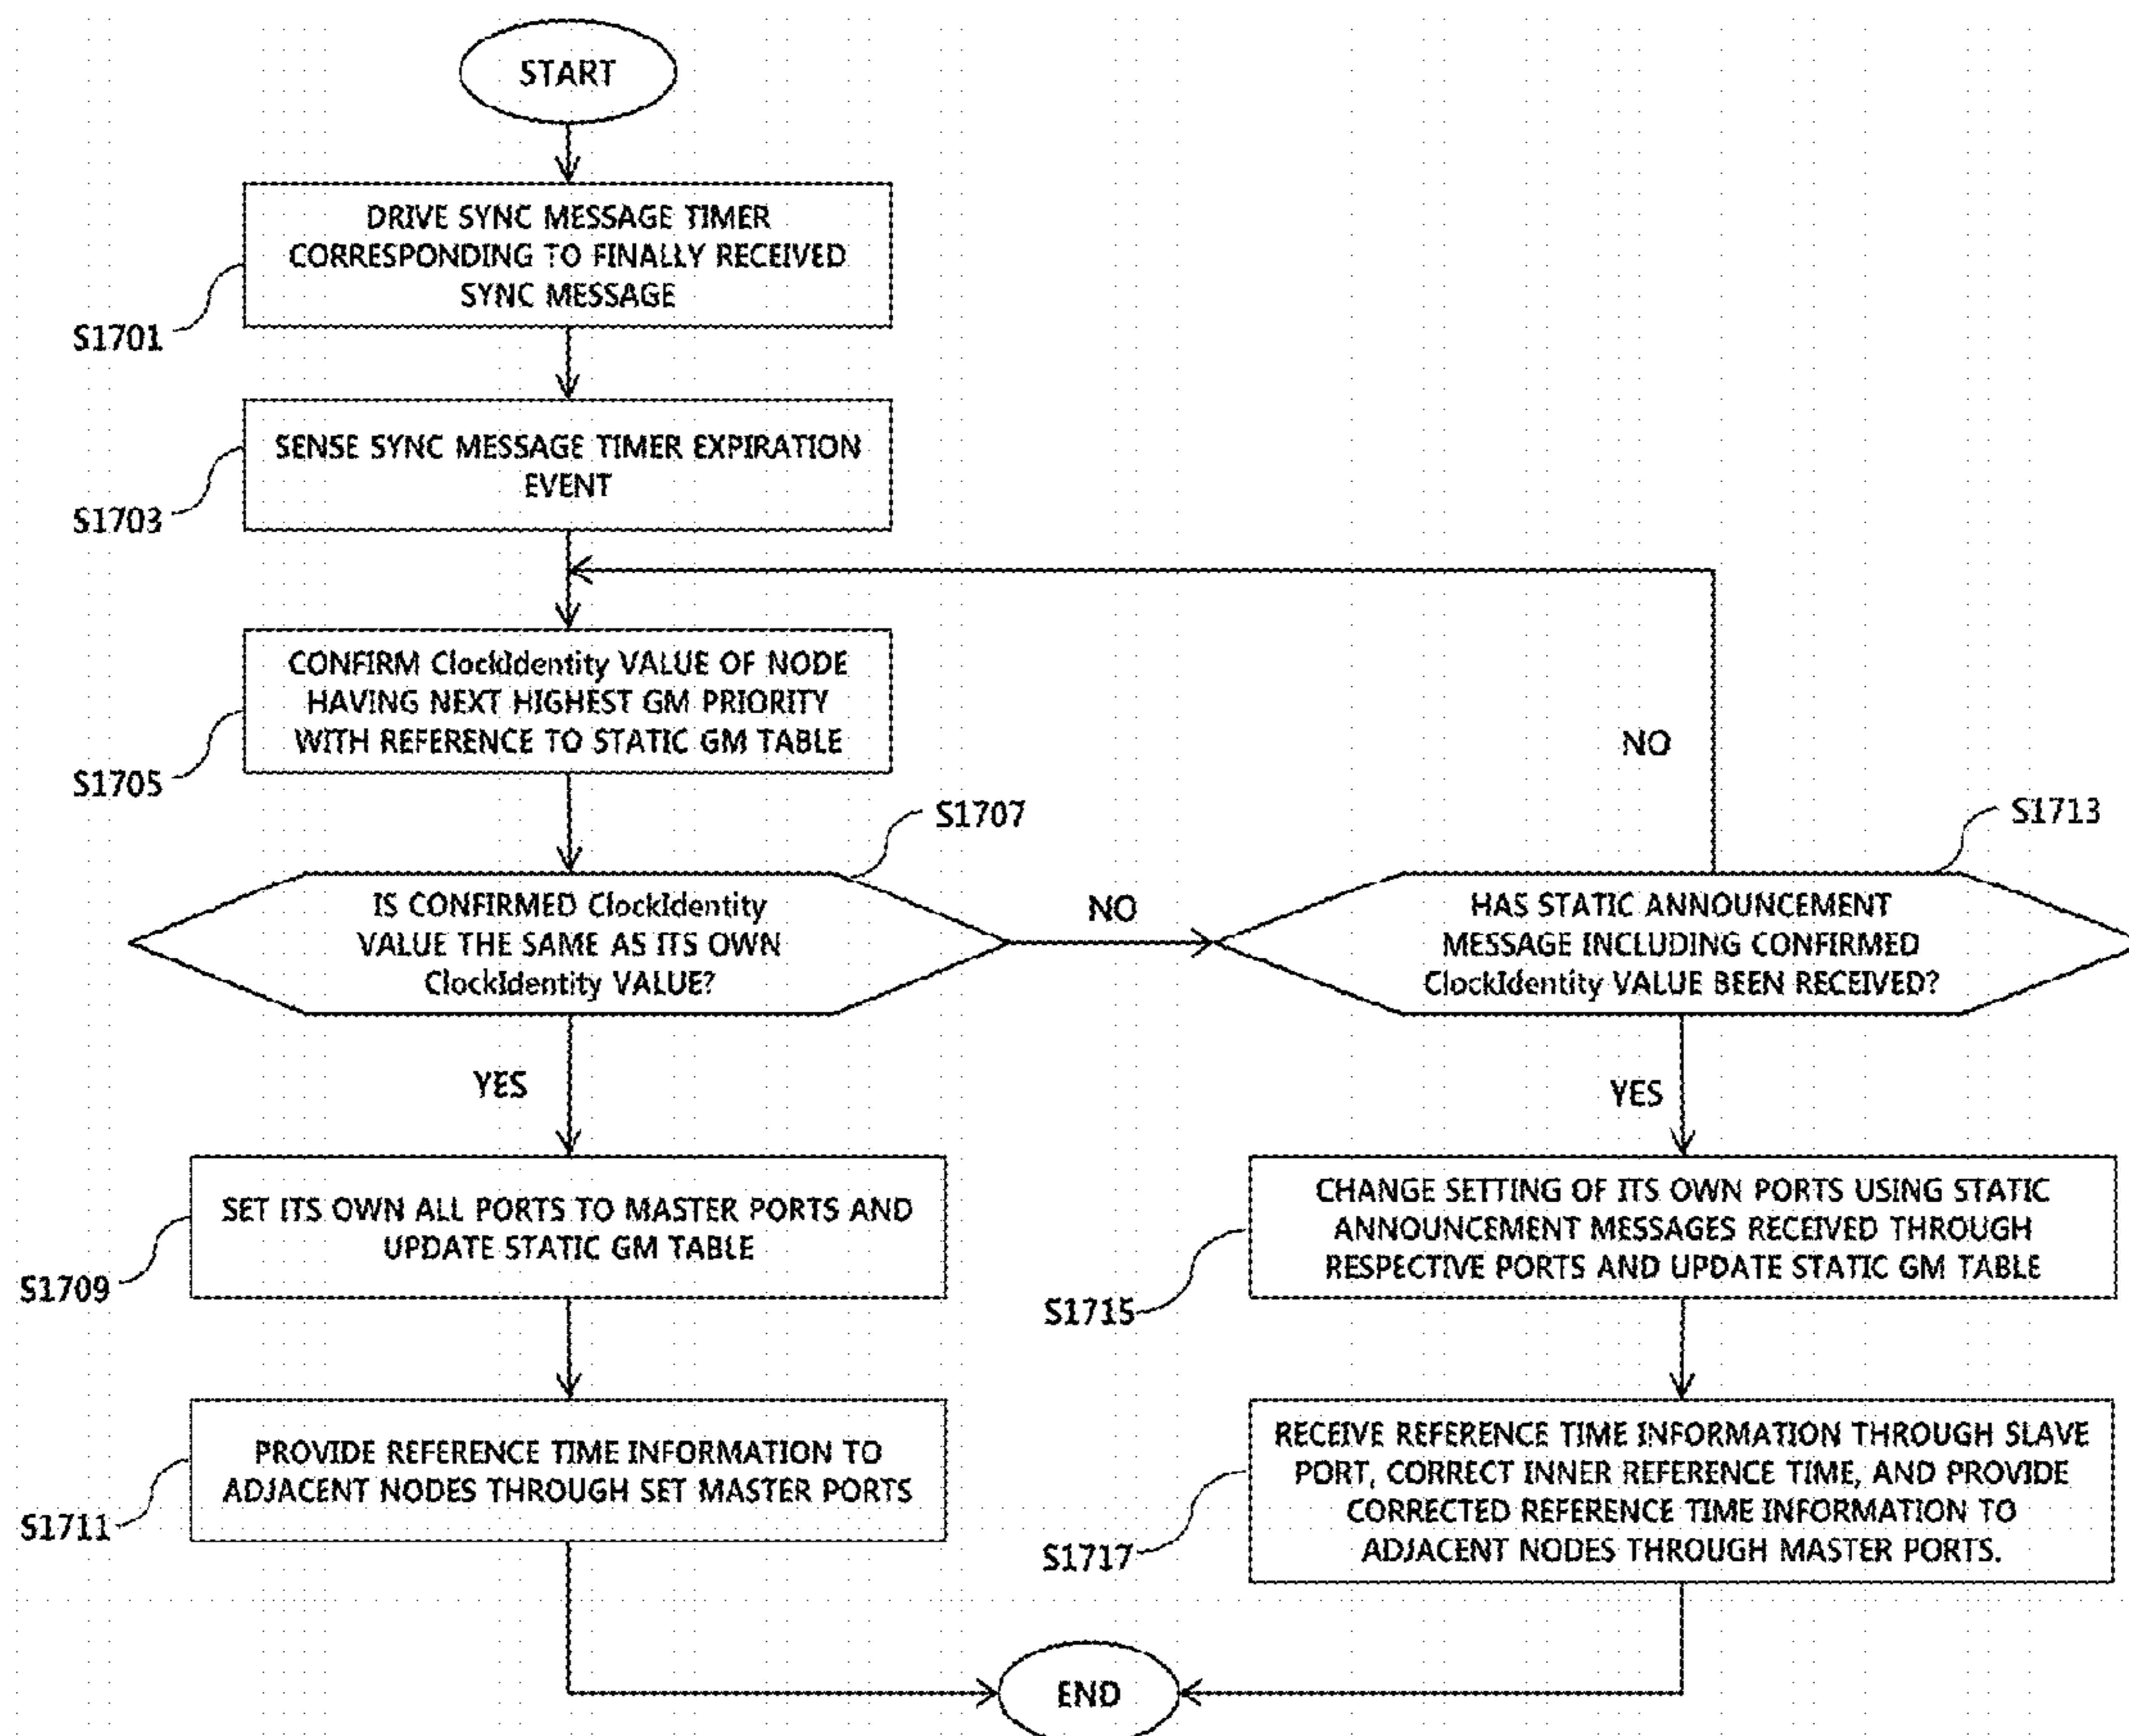 START
DRIVE SYNC MESSAGE TIMER
CORRESPONDING TO FINALLY RECEIVED
SYNC MESSAGE
S1701
SENSE SYNC MESSAGE TIMER EXPIRATION
EVENT
S1703
CONFIRM ClockIdentity VALUE OF NODE
HAVING NEXT HIGHEST GM PRIORITY
WITH REFERENCE TO STATIC GM TABLE
S1705
NO
S1707
S1713
IS CONFIRMED ClockIdentity
VALUE THE SAME AS ITS OWN
ClockIdentity VALUE?
NO
HAS STATIC ANNOUNCEMENT
MESSAGE INCLUDING CONFIRMED
ClockIdentity VALUE BEEN RECEIVED?
YES
YES
SET ITS OWN ALL PORTS TO MASTER PORTS AND
UPDATE STATIC GM TABLE
S1709
CHANGE SETTING OF ITS OWN PORTS USING STATIC
ANNOUNCEMENT MESSAGES RECEIVED THROUGH
RESPECTIVE PORTS AND UPDATE STATIC GM TABLE
S1715
PROVIDE REFERENCE TIME INFORMATION TO
ADJACENT NODES THROUGH SET MASTER PORTS
S1711
RECEIVE REFERENCE TIME INFORMATION THROUGH SLAVE
PORT, CORRECT INNER REFERENCE TIME, AND PROVIDE
CORRECTED REFERENCE TIME INFORMATION TO
ADJACENT NODES THROUGH MASTER PORTS.
S1717
END